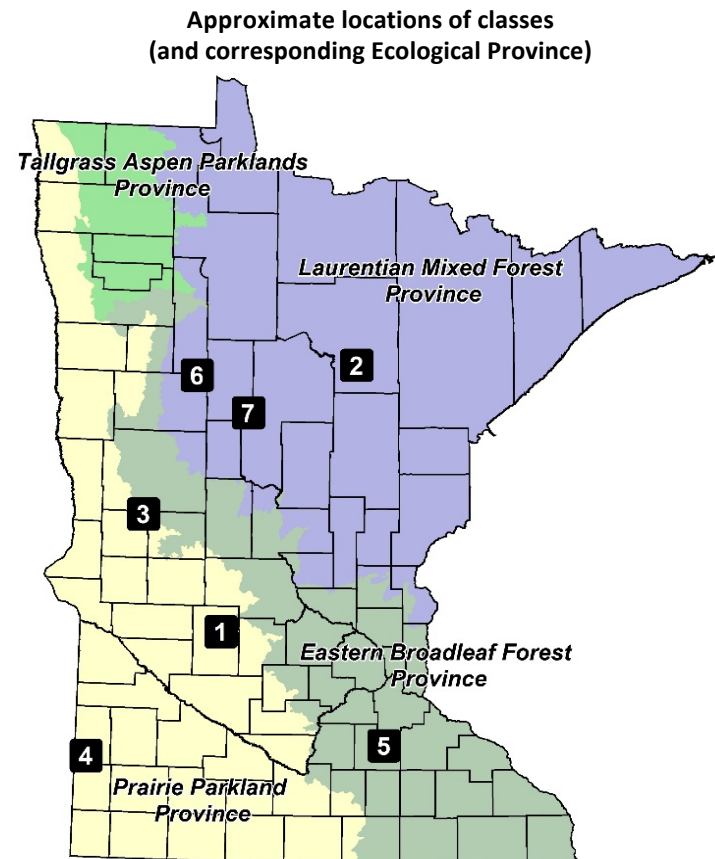 Approximate locations of classes
(and corresponding Ecological Province)
Tallgrass Aspen Parklands
Province
Laurentian Mixed Forest
Province
6
2
7
3
1
Eastern Broadleaf Forest
Province
5
4
Prairie Parkland
Province